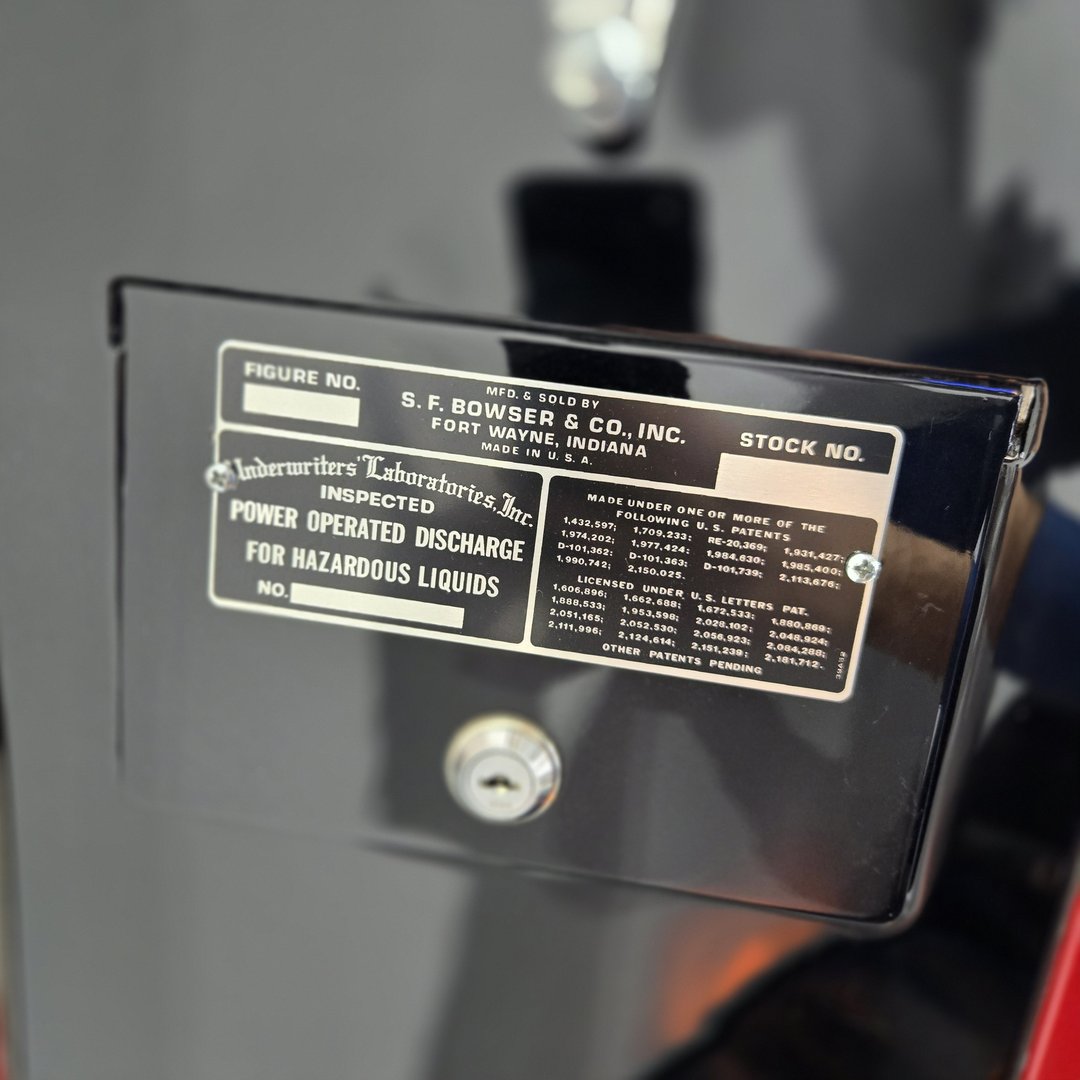 FIGURE NO.
MFD. & SOLD BY
S. F. BOWSER & CO., INC.
FORT WAYNE, INDIANA
MADE IN U. S. A.
STOCK NO.
Underwriters' Laboratories, Inc.
INSPECTED
POWER OPERATED DISCHARGE
FOR HAZARDOUS LIQUIDS
NO.
MADE UNDER ONE OR MORE OF THE
FOLLOWING U. S. PATENTS
1,432,597; 1,709,233; RE-20,369; 1,931,427;
1,974,202; 1,977,424; 1,984,630; 1,985,400;
D-101,362; D-101,363; D-101,739; 2,113,676;
1,990,742; 2,150,025.
LICENSED UNDER U. S. LETTERS PAT.
1,606,896; 1,662,688; 1,672,533; 1,880,869;
1,888,533; 1,953,598; 2,028,102; 2,048,924;
2,051,165; 2,052,530; 2,056,923; 2,084,288;
2,111,996; 2,124,614; 2,151,239; 2,181,712.
OTHER PATENTS PENDING